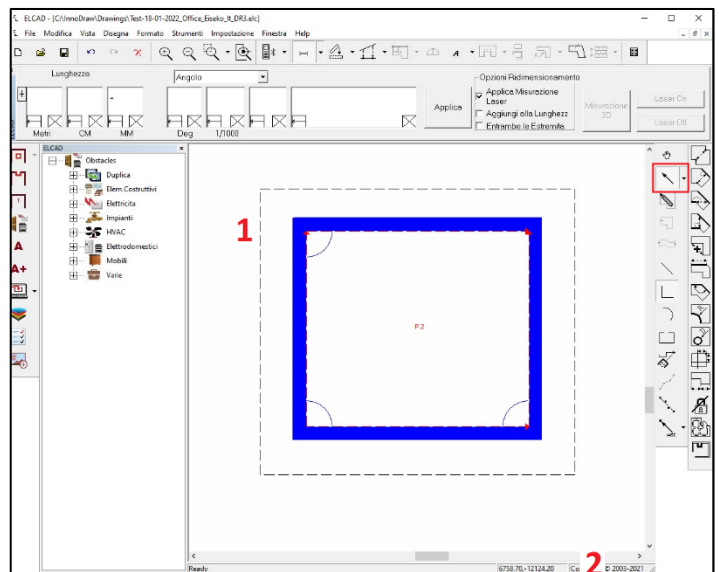 ELCAD - [C:\InnoDraw\Drawings\Test-18-01-2022_Office_Eiseko_It_DR3.elc]
File Modifica Vista Disegna Formato Strumenti Impostazione Finestra Help
Lunghezza
Angolo
Opzioni Ridimensionamento
Applica Misurazione Laser
Aggiungi alla Lunghezz
Entrambe le Estremita
Applica
Misurazione 3D
Laser On
Laser Off
Metri CM MM Deg 1/1000
ELCAD
Obstacles
Duplica
Elem.Costruttivi
Elettricita
Impianti
HVAC
Elettrodomestici
Mobili
Varie
A
A+
1
P.2
2
Ready
6758.70,-12124.20
© 2003-2021